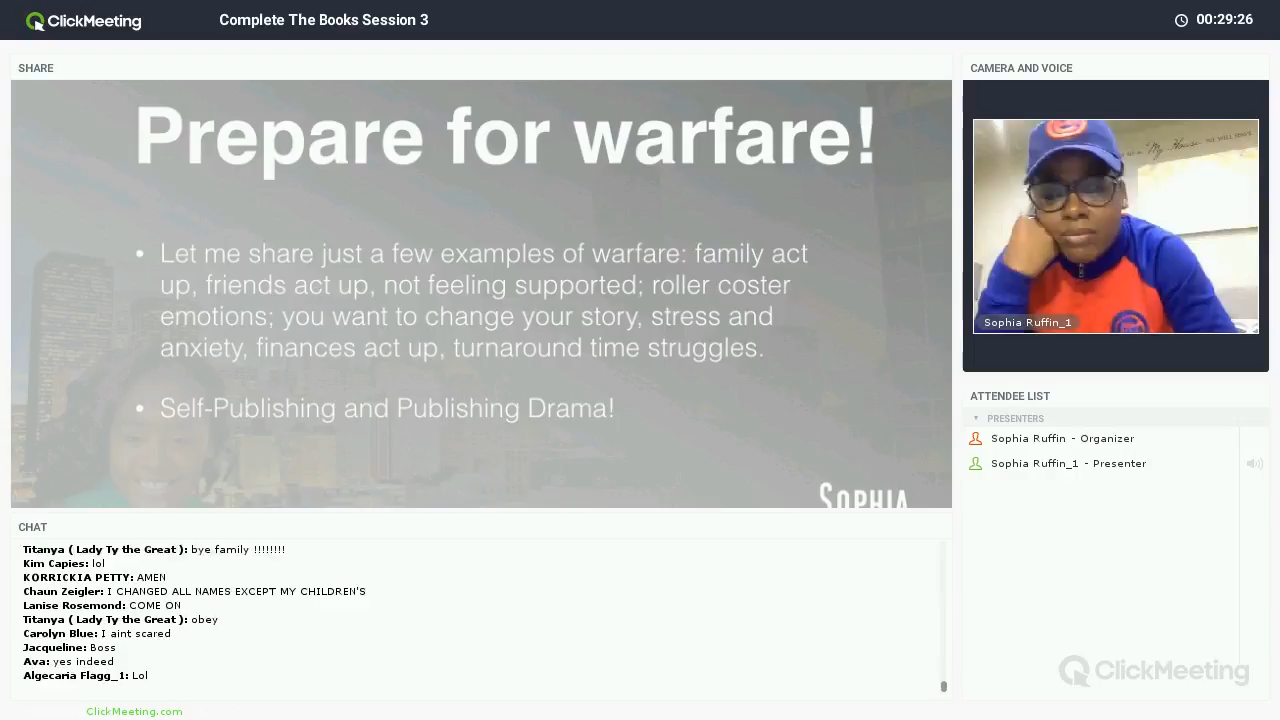 ClickMeeting
Complete The Books Session 3
00:29:26
SHARE
Prepare for warfare!
• Let me share just a few examples of warfare: family act
up, friends act up, not feeling supported; roller coster
emotions; you want to change your story, stress and
anxiety, finances act up, turnaround time struggles.
• Self-Publishing and Publishing Drama!
SOPHIA
CAMERA AND VOICE
"My House
WE WILL SERVE
Sophia Ruffin_1
ATTENDEE LIST
PRESENTERS
Sophia Ruffin - Organizer
Sophia Ruffin_1 - Presenter
CHAT
Titanya ( Lady Ty the Great ): bye family !!!!!!!!
Kim Capies: lol
KORRICKIA PETTY: AMEN
Chaun Zeigler: I CHANGED ALL NAMES EXCEPT MY CHILDREN'S
Lanise Rosemond: COME ON
Titanya ( Lady Ty the Great ): obey
Carolyn Blue: I aint scared
Jacqueline: Boss
Ava: yes indeed
Algecaria Flagg_1: Lol
ClickMeeting
ClickMeeting.com